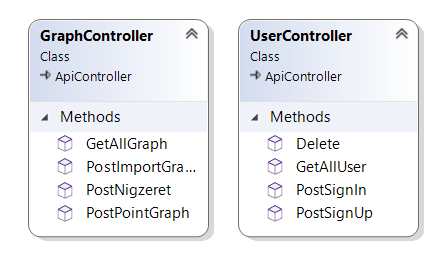 GraphController
Class
ApiController
Methods
GetAllGraph
PostImportGra...
PostNigzeret
PostPointGraph
UserController
Class
ApiController
Methods
Delete
GetAllUser
PostSignIn
PostSignUp